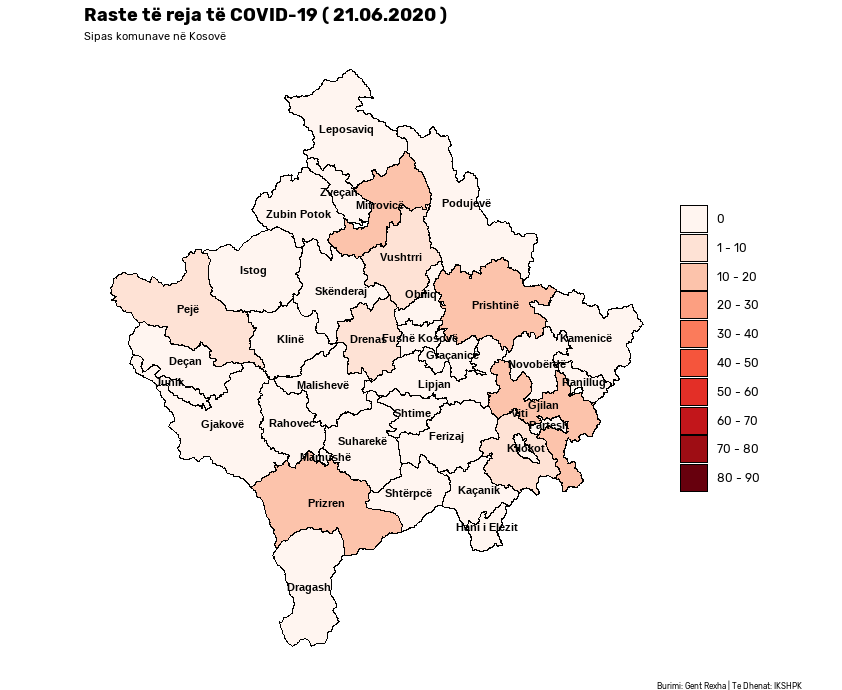 Raste të reja të COVID-19 ( 21.06.2020 )
Sipas komunave në Kosovë
Leposaviq
Zveçan
Mitrovicë
Podujevë
Zubin Potok
Vushtrri
Istog
Skënderaj
Obiliq
Pejë
Prishtinë
Klinë
Drenas
Fushë Kosovë
Kamenicë
Graçanicë
Deçan
Novobërdë
Junik
Malishevë
Lipjan
Ranillug
Gjilan
Shtime
Viti
Gjakovë
Rahovec
Partesh
Suharekë
Ferizaj
Kllokot
Mamushë
Shtërpcë
Kaçanik
Prizren
Hani i Elezit
Dragash
0
1 - 10
10 - 20
20 - 30
30 - 40
40 - 50
50 - 60
60 - 70
70 - 80
80 - 90
Burimi: Gent Rexha | Te Dhenat: IKSHPK